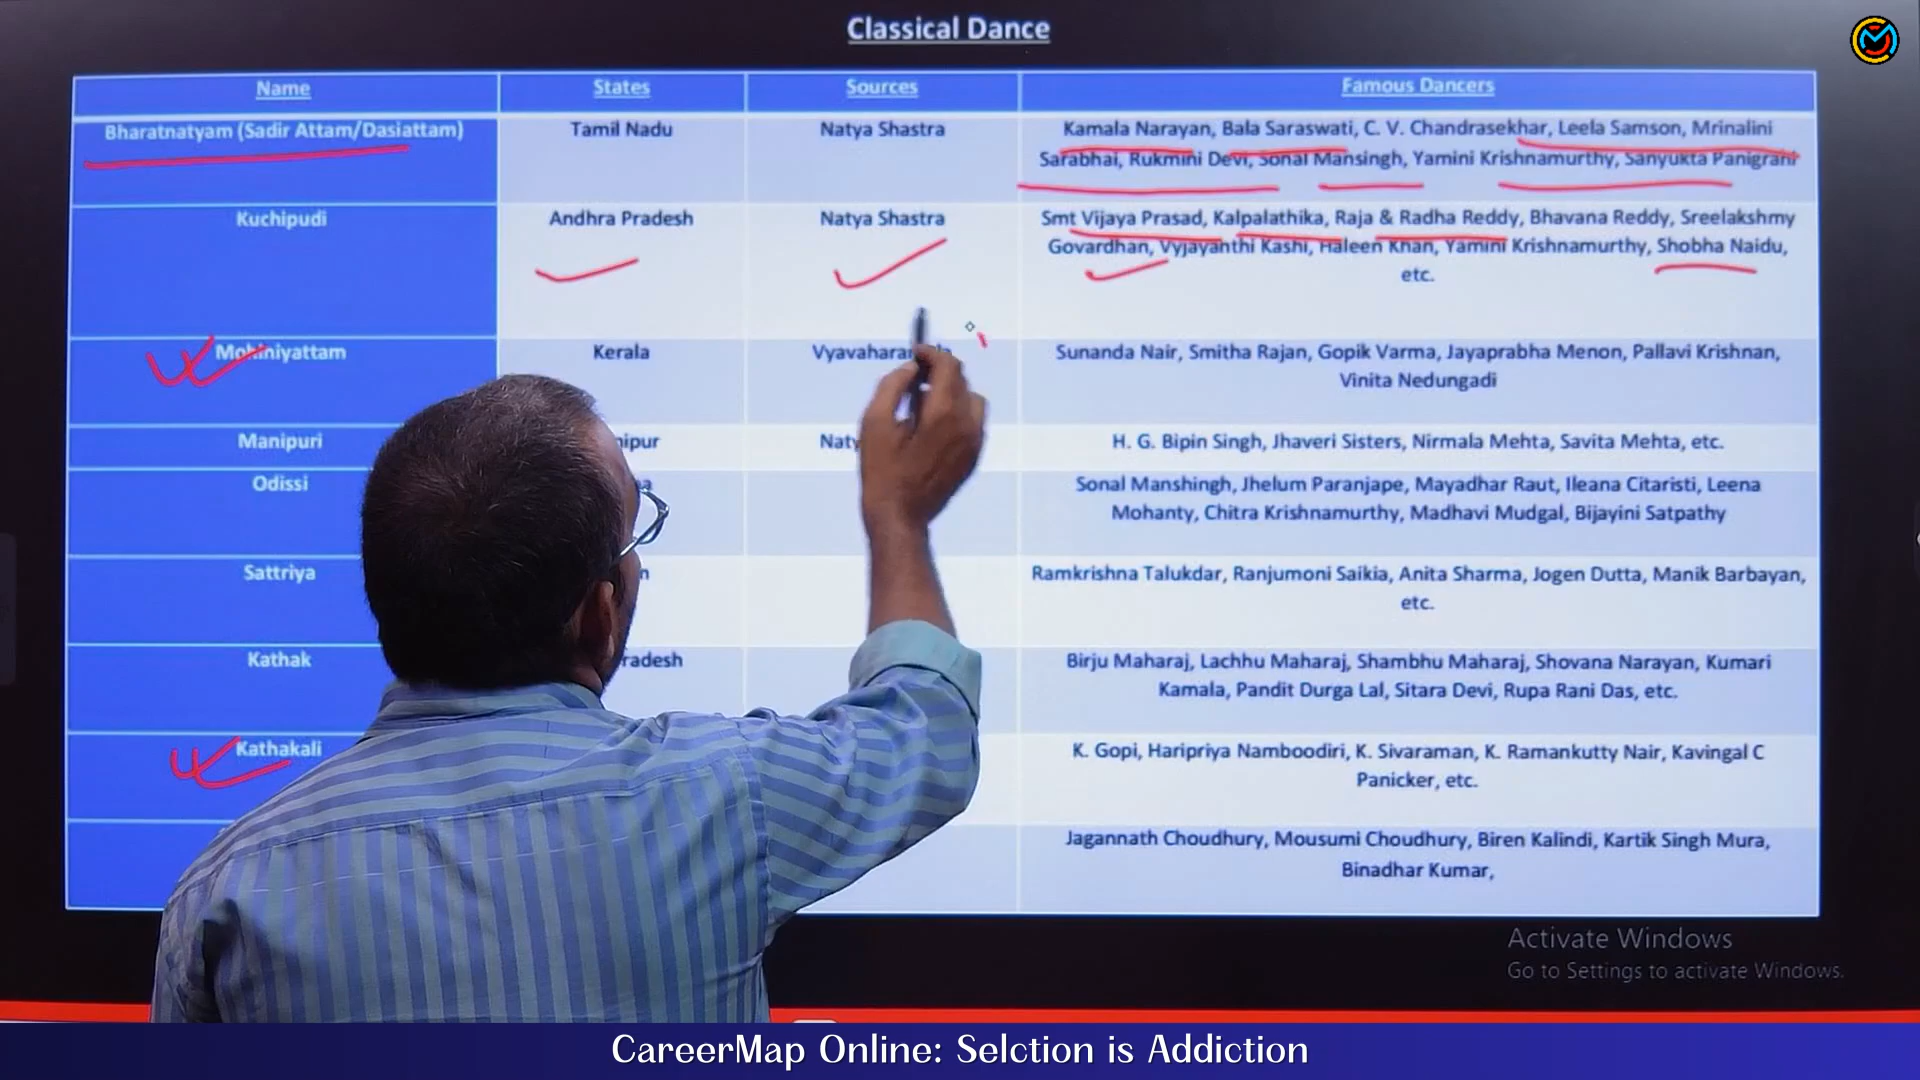 Classical Dance
Name States Sources Famous Dancers
Bharatnatyam (Sadir Attam/Dasiattam) Tamil Nadu Natya Shastra Kamala Narayan, Bala Saraswati, C. V. Chandrasekhar, Leela Samson, Mrinalini
Sarabhai, Rukmini Devi, Sonal Mansingh, Yamini Krishnamurthy, Sanyukta Panigrahi
Kuchipudi Andhra Pradesh Natya Shastra Smt Vijaya Prasad, Kalpalathika, Raja & Radha Reddy, Bhavana Reddy, Sreelakshmy
Govardhan, Vyjayanthi Kashi, Haleen Khan, Yamini Krishnamurthy, Shobha Naidu,
etc.
Mohiniyattam Kerala Sunanda Nair, Smitha Rajan, Gopik Varma, Jayaprabha Menon, Pallavi Krishnan,
Vinita Nedungadi
Manipuri H. G. Bipin Singh, Jhaveri Sisters, Nirmala Mehta, Savita Mehta, etc.
Odissi Sonal Manshingh, Jhelum Paranjape, Mayadhar Raut, Ileana Citaristi, Leena
Mohanty, Chitra Krishnamurthy, Madhavi Mudgal, Bijayini Satpathy
Sattriya Ramkrishna Talukdar, Ranjumoni Saikia, Anita Sharma, Jogen Dutta, Manik Barbayan,
etc.
Kathak Birju Maharaj, Lachhu Maharaj, Shambhu Maharaj, Shovana Narayan, Kumari
Kamala, Pandit Durga Lal, Sitara Devi, Rupa Rani Das, etc.
Kathakali K. Gopi, Haripriya Namboodiri, K. Sivaraman, K. Ramankutty Nair, Kavingal C
Panicker, etc.
Jagannath Choudhury, Mousumi Choudhury, Biren Kalindi, Kartik Singh Mura,
Binadhar Kumar,
Activate Windows
Go to Settings to activate Windows.
CareerMap Online: Selction is Addiction